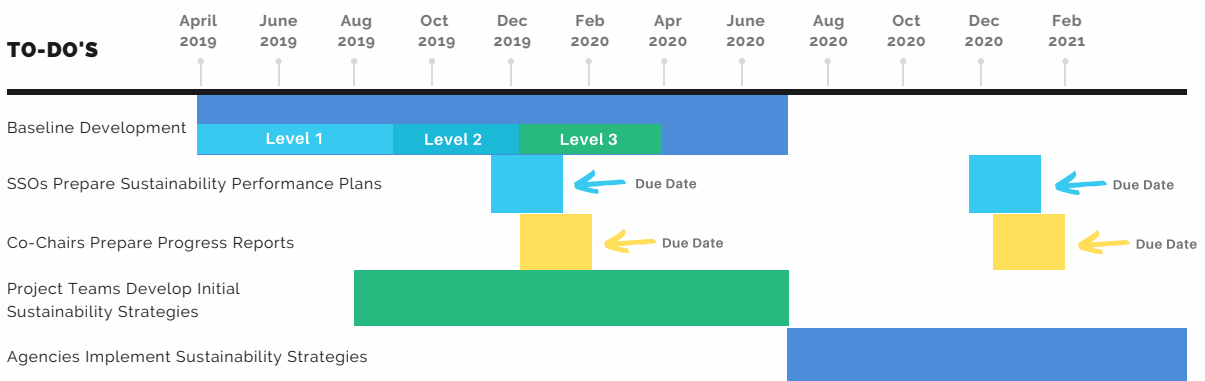 April June Aug Oct Dec Feb Apr June Aug Oct Dec Feb
2019 2019 2019 2019 2019 2020 2020 2020 2020 2020 2020 2021
TO-DO'S
Baseline Development
Level 1 Level 2 Level 3
SSOs Prepare Sustainability Performance Plans Due Date Due Date
Co-Chairs Prepare Progress Reports Due Date Due Date
Project Teams Develop Initial
Sustainability Strategies
Agencies Implement Sustainability Strategies